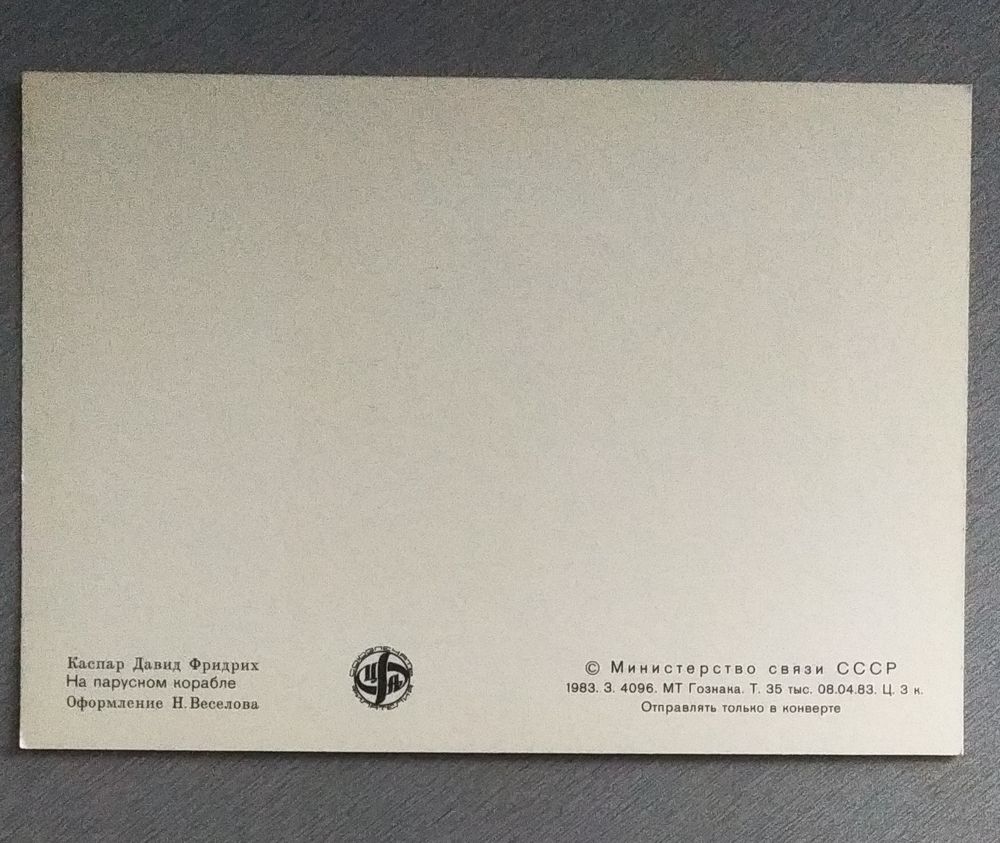 Каспар Давид Фридрих
На парусном корабле
Оформление Н. Веселова
© Министерство связи СССР
1983. З. 4096. МТ Гознака. Т. 35 тыс. 08.04.83. Ц. 3 к.
Отправлять только в конверте